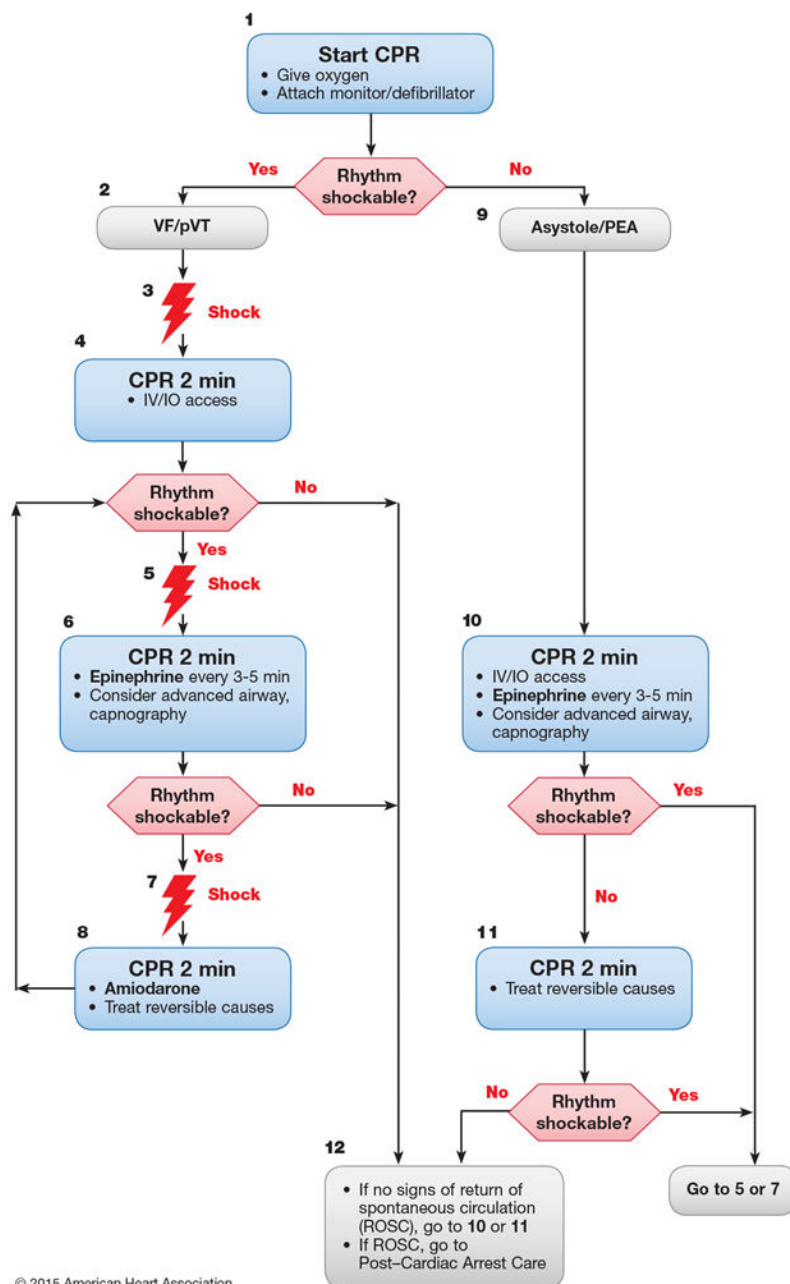 1
Start CPR
• Give oxygen
• Attach monitor/defibrillator
Yes
Rhythm
shockable?
No
2
VF/pVT
9
Asystole/PEA
3
Shock
4
CPR 2 min
• IV/IO access
Rhythm
shockable?
No
Yes
5
Shock
6
CPR 2 min
• Epinephrine every 3-5 min
• Consider advanced airway,
capnography
10
CPR 2 min
• IV/IO access
• Epinephrine every 3-5 min
• Consider advanced airway,
capnography
Rhythm
shockable?
No
Rhythm
shockable?
Yes
Yes
7
Shock
No
8
CPR 2 min
• Amiodarone
• Treat reversible causes
11
CPR 2 min
• Treat reversible causes
No
Rhythm
shockable?
Yes
12
• If no signs of return of
spontaneous circulation
(ROSC), go to 10 or 11
• If ROSC, go to
Post–Cardiac Arrest Care
Go to 5 or 7
© 2015 American Heart Association